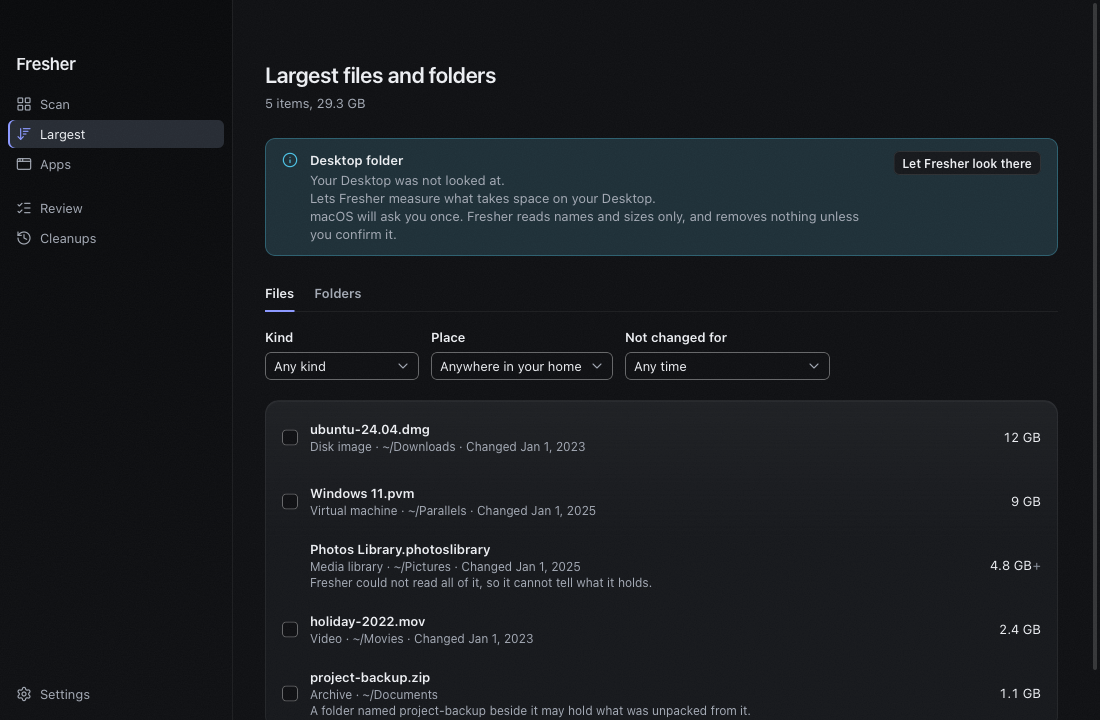 Fresher
Scan
Largest
Apps
Review
Cleanups
Settings
Largest files and folders
5 items, 29.3 GB
Desktop folder
Let Fresher look there
Your Desktop was not looked at.
Lets Fresher measure what takes space on your Desktop.
macOS will ask you once. Fresher reads names and sizes only, and removes nothing unless
you confirm it.
Files Folders
Kind Place Not changed for
Any kind Anywhere in your home Any time
ubuntu-24.04.dmg
Disk image · ~/Downloads · Changed Jan 1, 2023
12 GB
Windows 11.pvm
Virtual machine · ~/Parallels · Changed Jan 1, 2025
9 GB
Photos Library.photoslibrary
Media library · ~/Pictures · Changed Jan 1, 2025
Fresher could not read all of it, so it cannot tell what it holds.
4.8 GB+
holiday-2022.mov
Video · ~/Movies · Changed Jan 1, 2023
2.4 GB
project-backup.zip
Archive · ~/Documents
A folder named project-backup beside it may hold what was unpacked from it.
1.1 GB